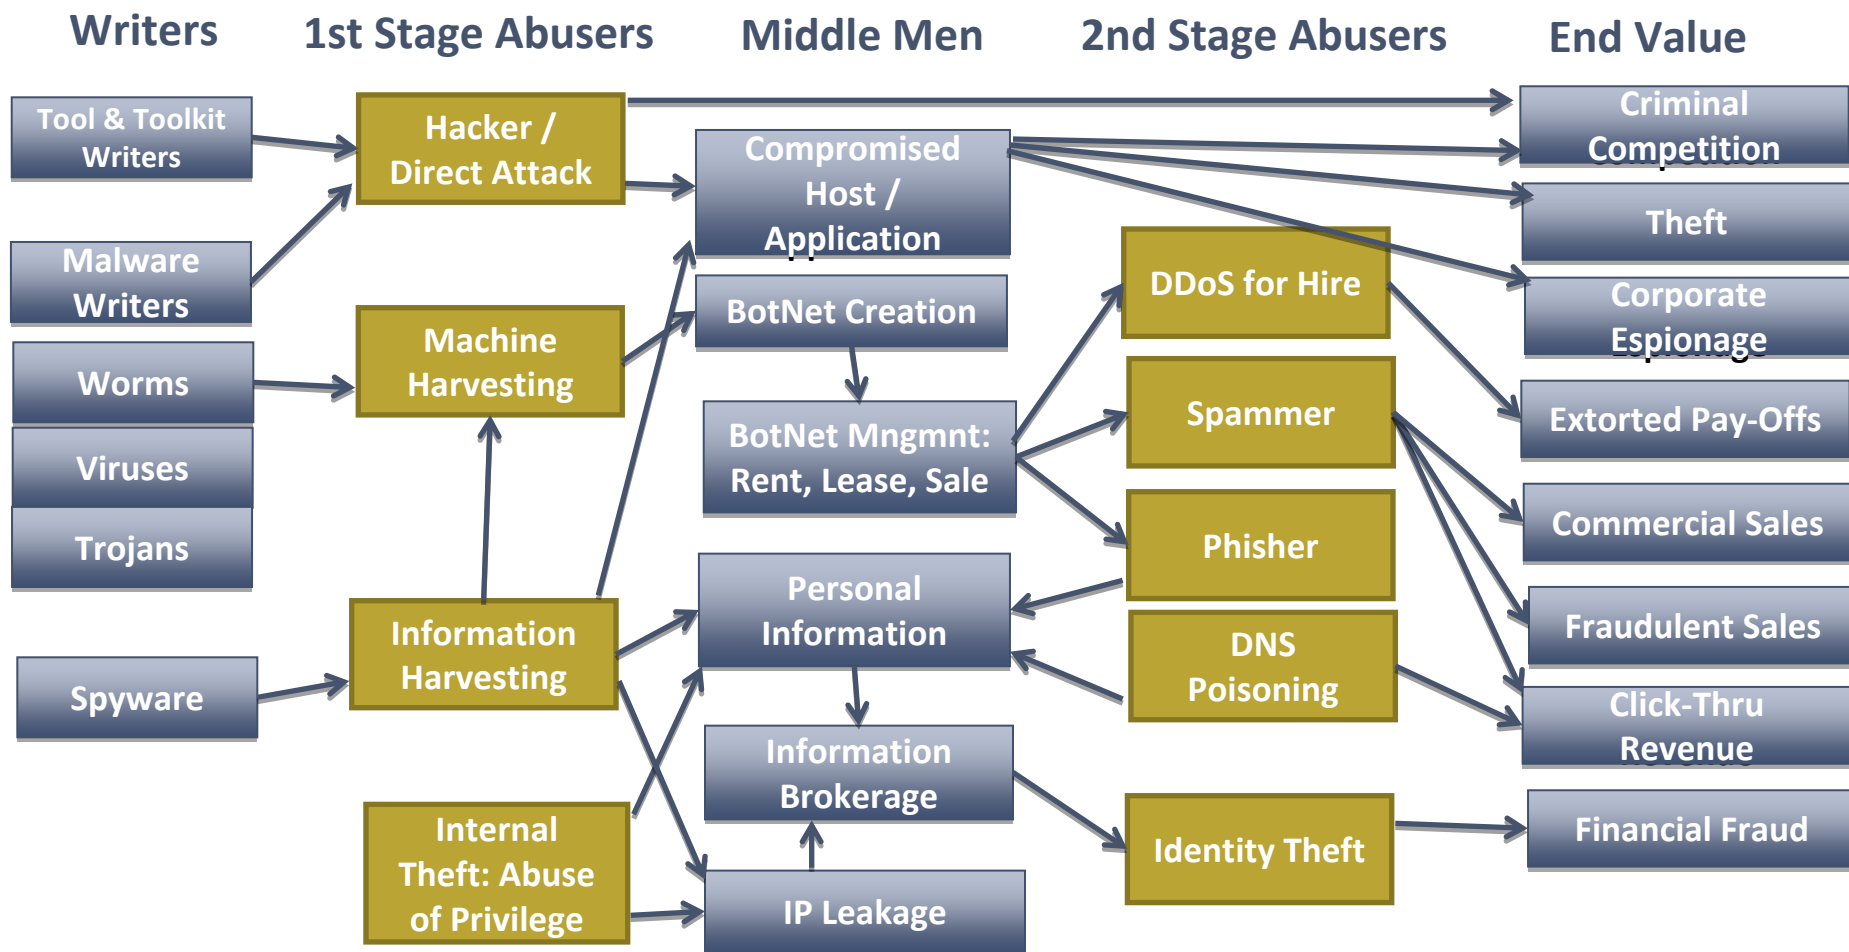 Writers
1st Stage Abusers
Middle Men
2nd Stage Abusers
End Value
Tool & Toolkit
Writers
Malware
Writers
Worms
Viruses
Trojans
Spyware
Hacker /
Direct Attack
Machine
Harvesting
Information
Harvesting
Internal
Theft: Abuse
of Privilege
Compromised
Host /
Application
BotNet Creation
BotNet Mngmnt:
Rent, Lease, Sale
Personal
Information
Information
Brokerage
IP Leakage
DDoS for Hire
Spammer
Phisher
DNS
Poisoning
Identity Theft
Criminal
Competition
Theft
Corporate
Espionage
Extorted Pay-Offs
Commercial Sales
Fraudulent Sales
Click-Thru
Revenue
Financial Fraud